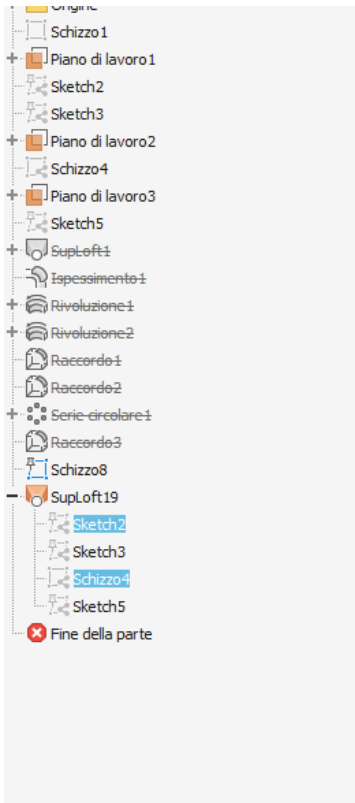 Origine
Schizzo1
Piano di lavoro1
Sketch2
Sketch3
Piano di lavoro2
Schizzo4
Piano di lavoro3
Sketch5
SupLoft1
Ispessimento1
Rivoluzione1
Rivoluzione2
Raccordo1
Raccordo2
Serie circolare1
Raccordo3
Schizzo8
SupLoft19
Sketch2
Sketch3
Schizzo4
Sketch5
Fine della parte